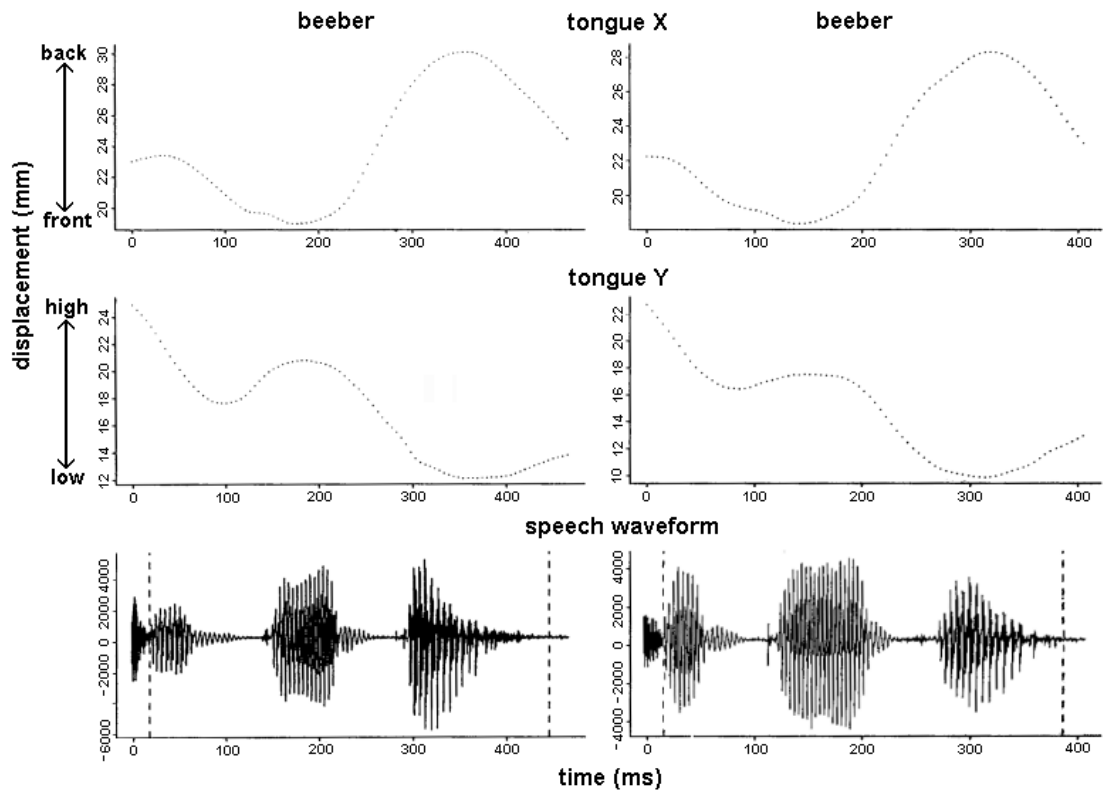 beeber tongue X beeber
back
front
30
28
26
24
22
20
0 100 200 300 400
28
26
24
22
20
0 100 200 300 400
displacement (mm)
tongue Y
high
low
24
22
20
18
16
14
12
0 100 200 300 400
22
20
18
16
14
12
10
0 100 200 300 400
speech waveform
4000
2000
0
-2000
-6000
0 100 200 300 400
4000
2000
0
-2000
-4000
0 100 200 300 400
time (ms)